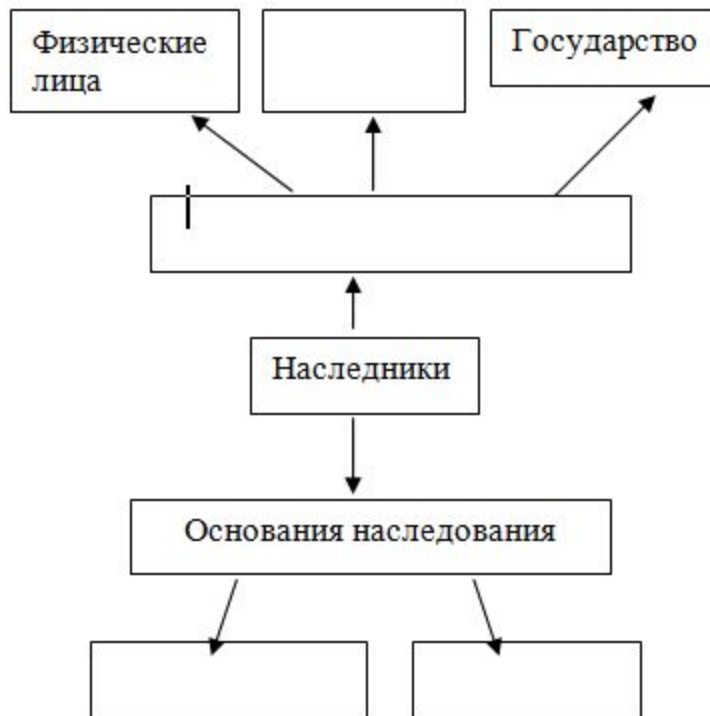 Физические
лица
Государство
Наследники
Основания наследования